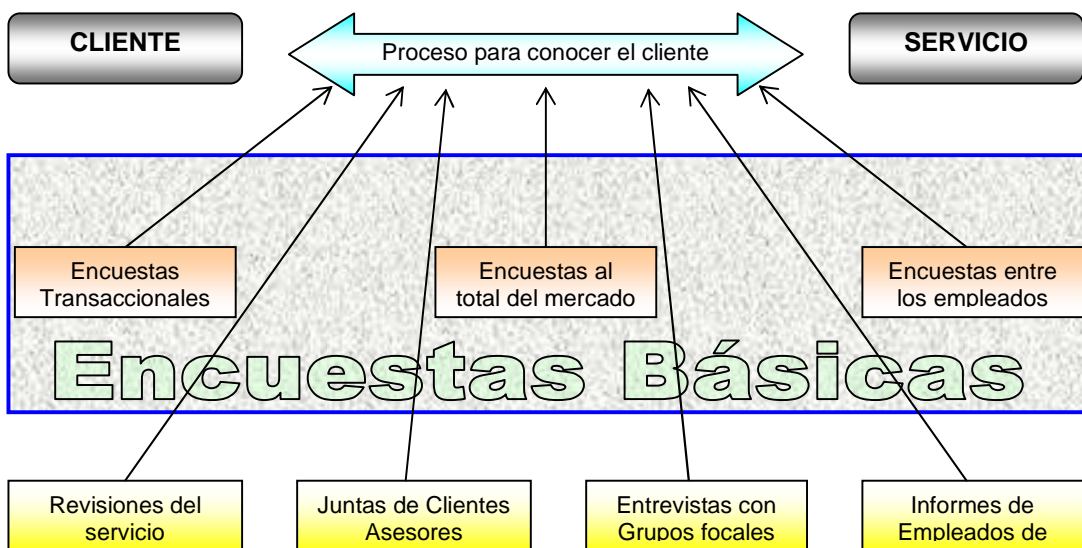 CLIENTE
Proceso para conocer el cliente
SERVICIO
Encuestas
Transaccionales
Encuestas al
total del mercado
Encuestas entre
los empleados
Encuestas Básicas
Revisiones del
servicio
Juntas de Clientes
Asesores
Entrevistas con
Grupos focales
Informes de
Empleados de